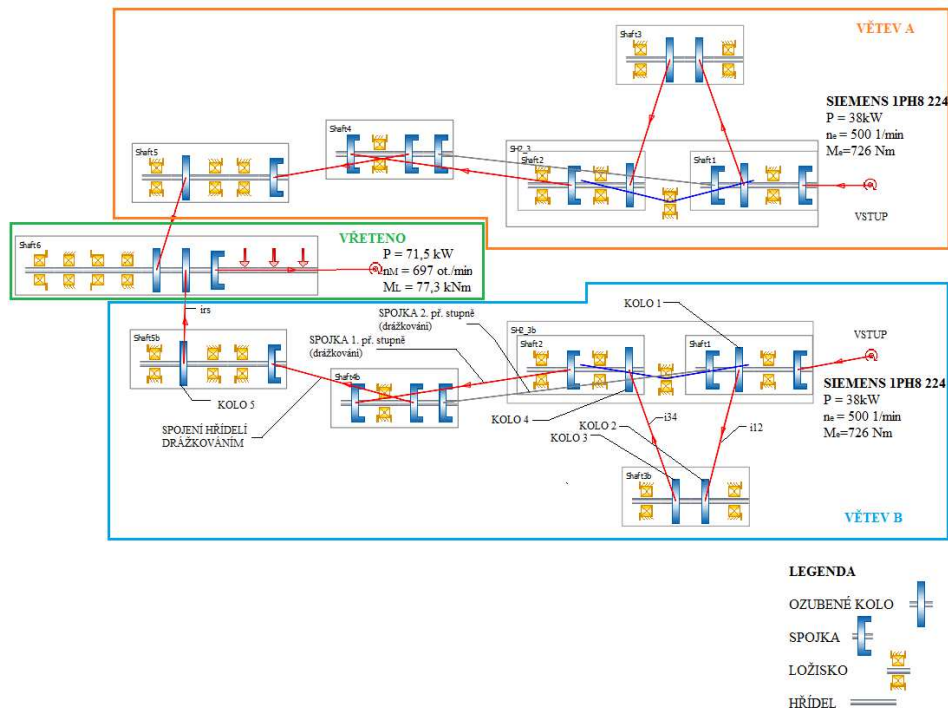 VĚTEV A
Shaft3
SIEMENS 1PH8 224
P = 38kW
nₑ = 500 1/min
Mₑ=726 Nm
Shaft4
SH2_3
Shaft2
Shaft1
Shaft5
VSTUP
VŘETENO
Shaft6
P = 71,5 kW
nM = 697 ot./min
ML = 77,3 kNm
irs
SPOJKA 2. př. stupně
(drážkování)
KOLO 1
SPOJKA 1. př. stupně
(drážkování)
SH2_3b
VSTUP
Shaft5b
Shaft2
Shaft1
Shaft4b
SIEMENS 1PH8 224
P = 38kW
nₑ = 500 1/min
Mₑ=726 Nm
KOLO 5
KOLO 4
i34
i12
SPOJENÍ HŘÍDELÍ
DRÁŽKOVÁNÍM
KOLO 2
KOLO 3
Shaft3b
VĚTEV B
LEGENDA
OZUBENÉ KOLO
SPOJKA
LOŽISKO
HŘÍDEL